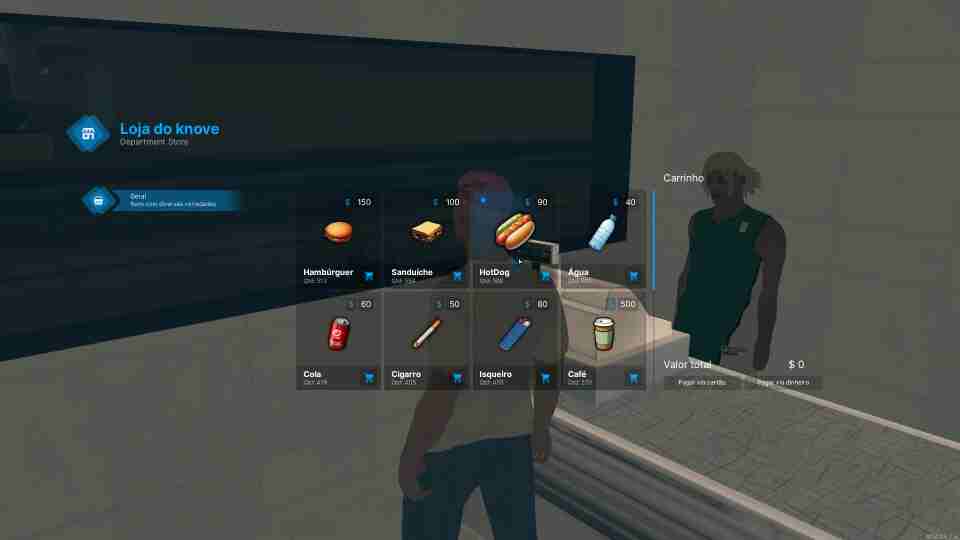 Loja do knove
Department Store
Geral
Carrinho
$ 150
$ 100
$ 90
$ 40
Hambúrguer
Sanduíche
HotDog
Água
$ 60
$ 50
$ 80
$ 500
Cola
Cigarro
Isqueiro
Café
Valor total
$ 0
Pagar via cartão
Pagar via dinheiro